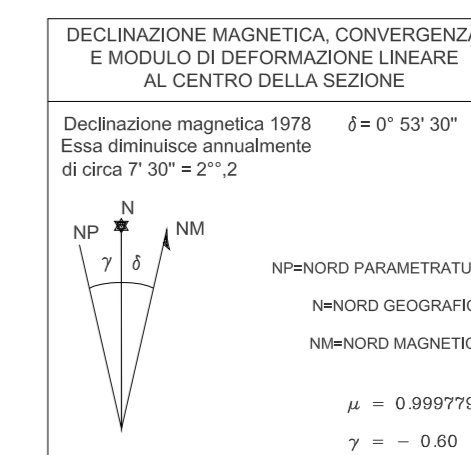 DECLINAZIONE MAGNETICA, CONVERGENZA
E MODULO DI DEFORMAZIONE LINEARE
AL CENTRO DELLA SEZIONE
Declinazione magnetica 1978 δ = 0° 53' 30"
Essa diminuisce annualmente
di circa 7' 30" = 2°°,2
N
NP NM
γ δ
NP=NORD PARAMETRATU
N=NORD GEOGRAFIC
NM=NORD MAGNETIC
μ = 0.999779
γ = − 0.60